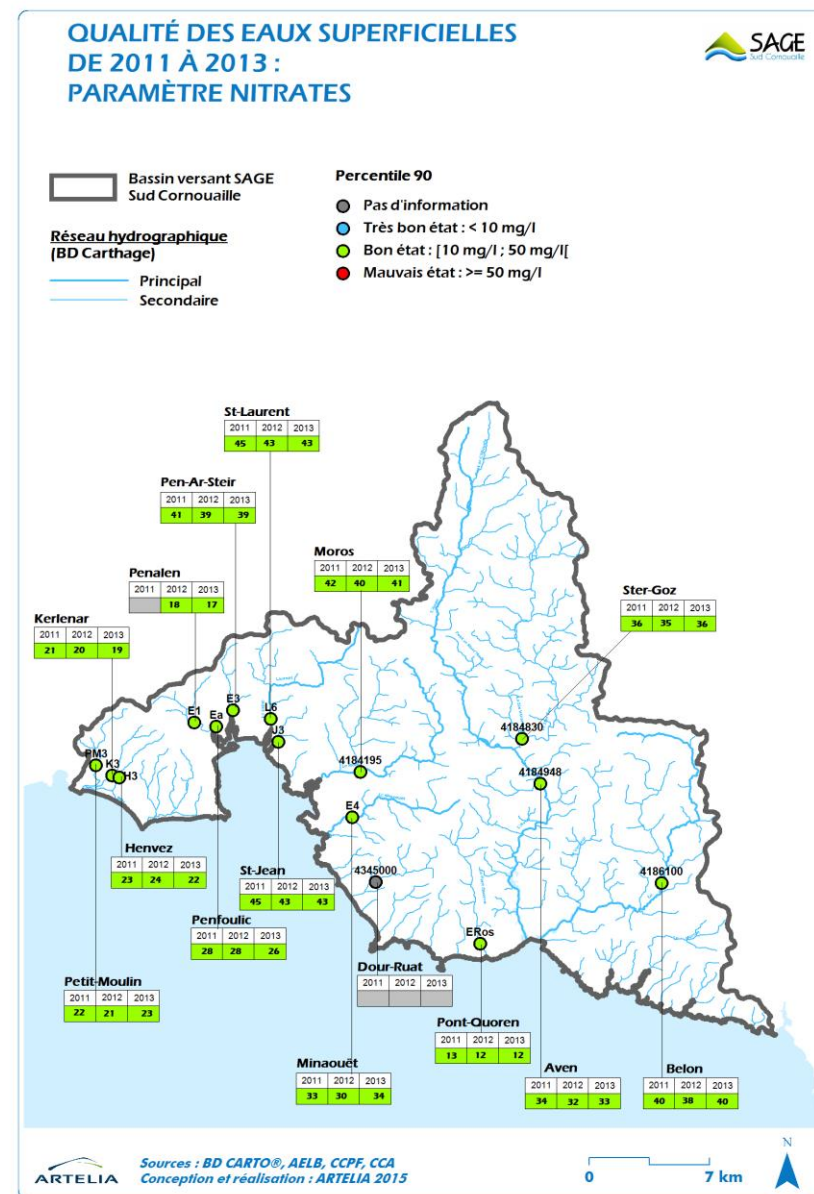 QUALITÉ DES EAUX SUPERFICIELLES
DE 2011 À 2013 :
PARAMÈTRE NITRATES
SAGE
Sud Cornouaille
Bassin versant SAGE
Sud Cornouaille
Réseau hydrographique
(BD Carthage)
Principal
Secondaire
Percentile 90
Pas d'information
Très bon état : < 10 mg/l
Bon état : [10 mg/l ; 50 mg/l[
Mauvais état : >= 50 mg/l
St-Laurent
2011 2012 2013
45 43 43
Pen-Ar-Steir
2011 2012 2013
41 39 39
Moros
2011 2012 2013
42 40 41
Penalen
2011 2012 2013
18 17
Ster-Goz
2011 2012 2013
36 35 36
Kerlenar
2011 2012 2013
21 20 19
E1
Ea
E3
L6
J3
PM3
K3
H3
4184195
4184830
4184948
E4
4345000
4186100
ERos
Henvez
2011 2012 2013
23 24 22
St-Jean
2011 2012 2013
45 43 43
Penfoulic
2011 2012 2013
28 28 26
Petit-Moulin
2011 2012 2013
22 21 23
Dour-Ruat
2011 2012 2013
Pont-Quoren
2011 2012 2013
13 12 12
Minaouët
2011 2012 2013
33 30 34
Aven
2011 2012 2013
34 32 33
Belon
2011 2012 2013
40 38 40
ARTELIA
Sources : BD CARTO®, AELB, CCPF, CCA
Conception et réalisation : ARTELIA 2015
0 7 km
N